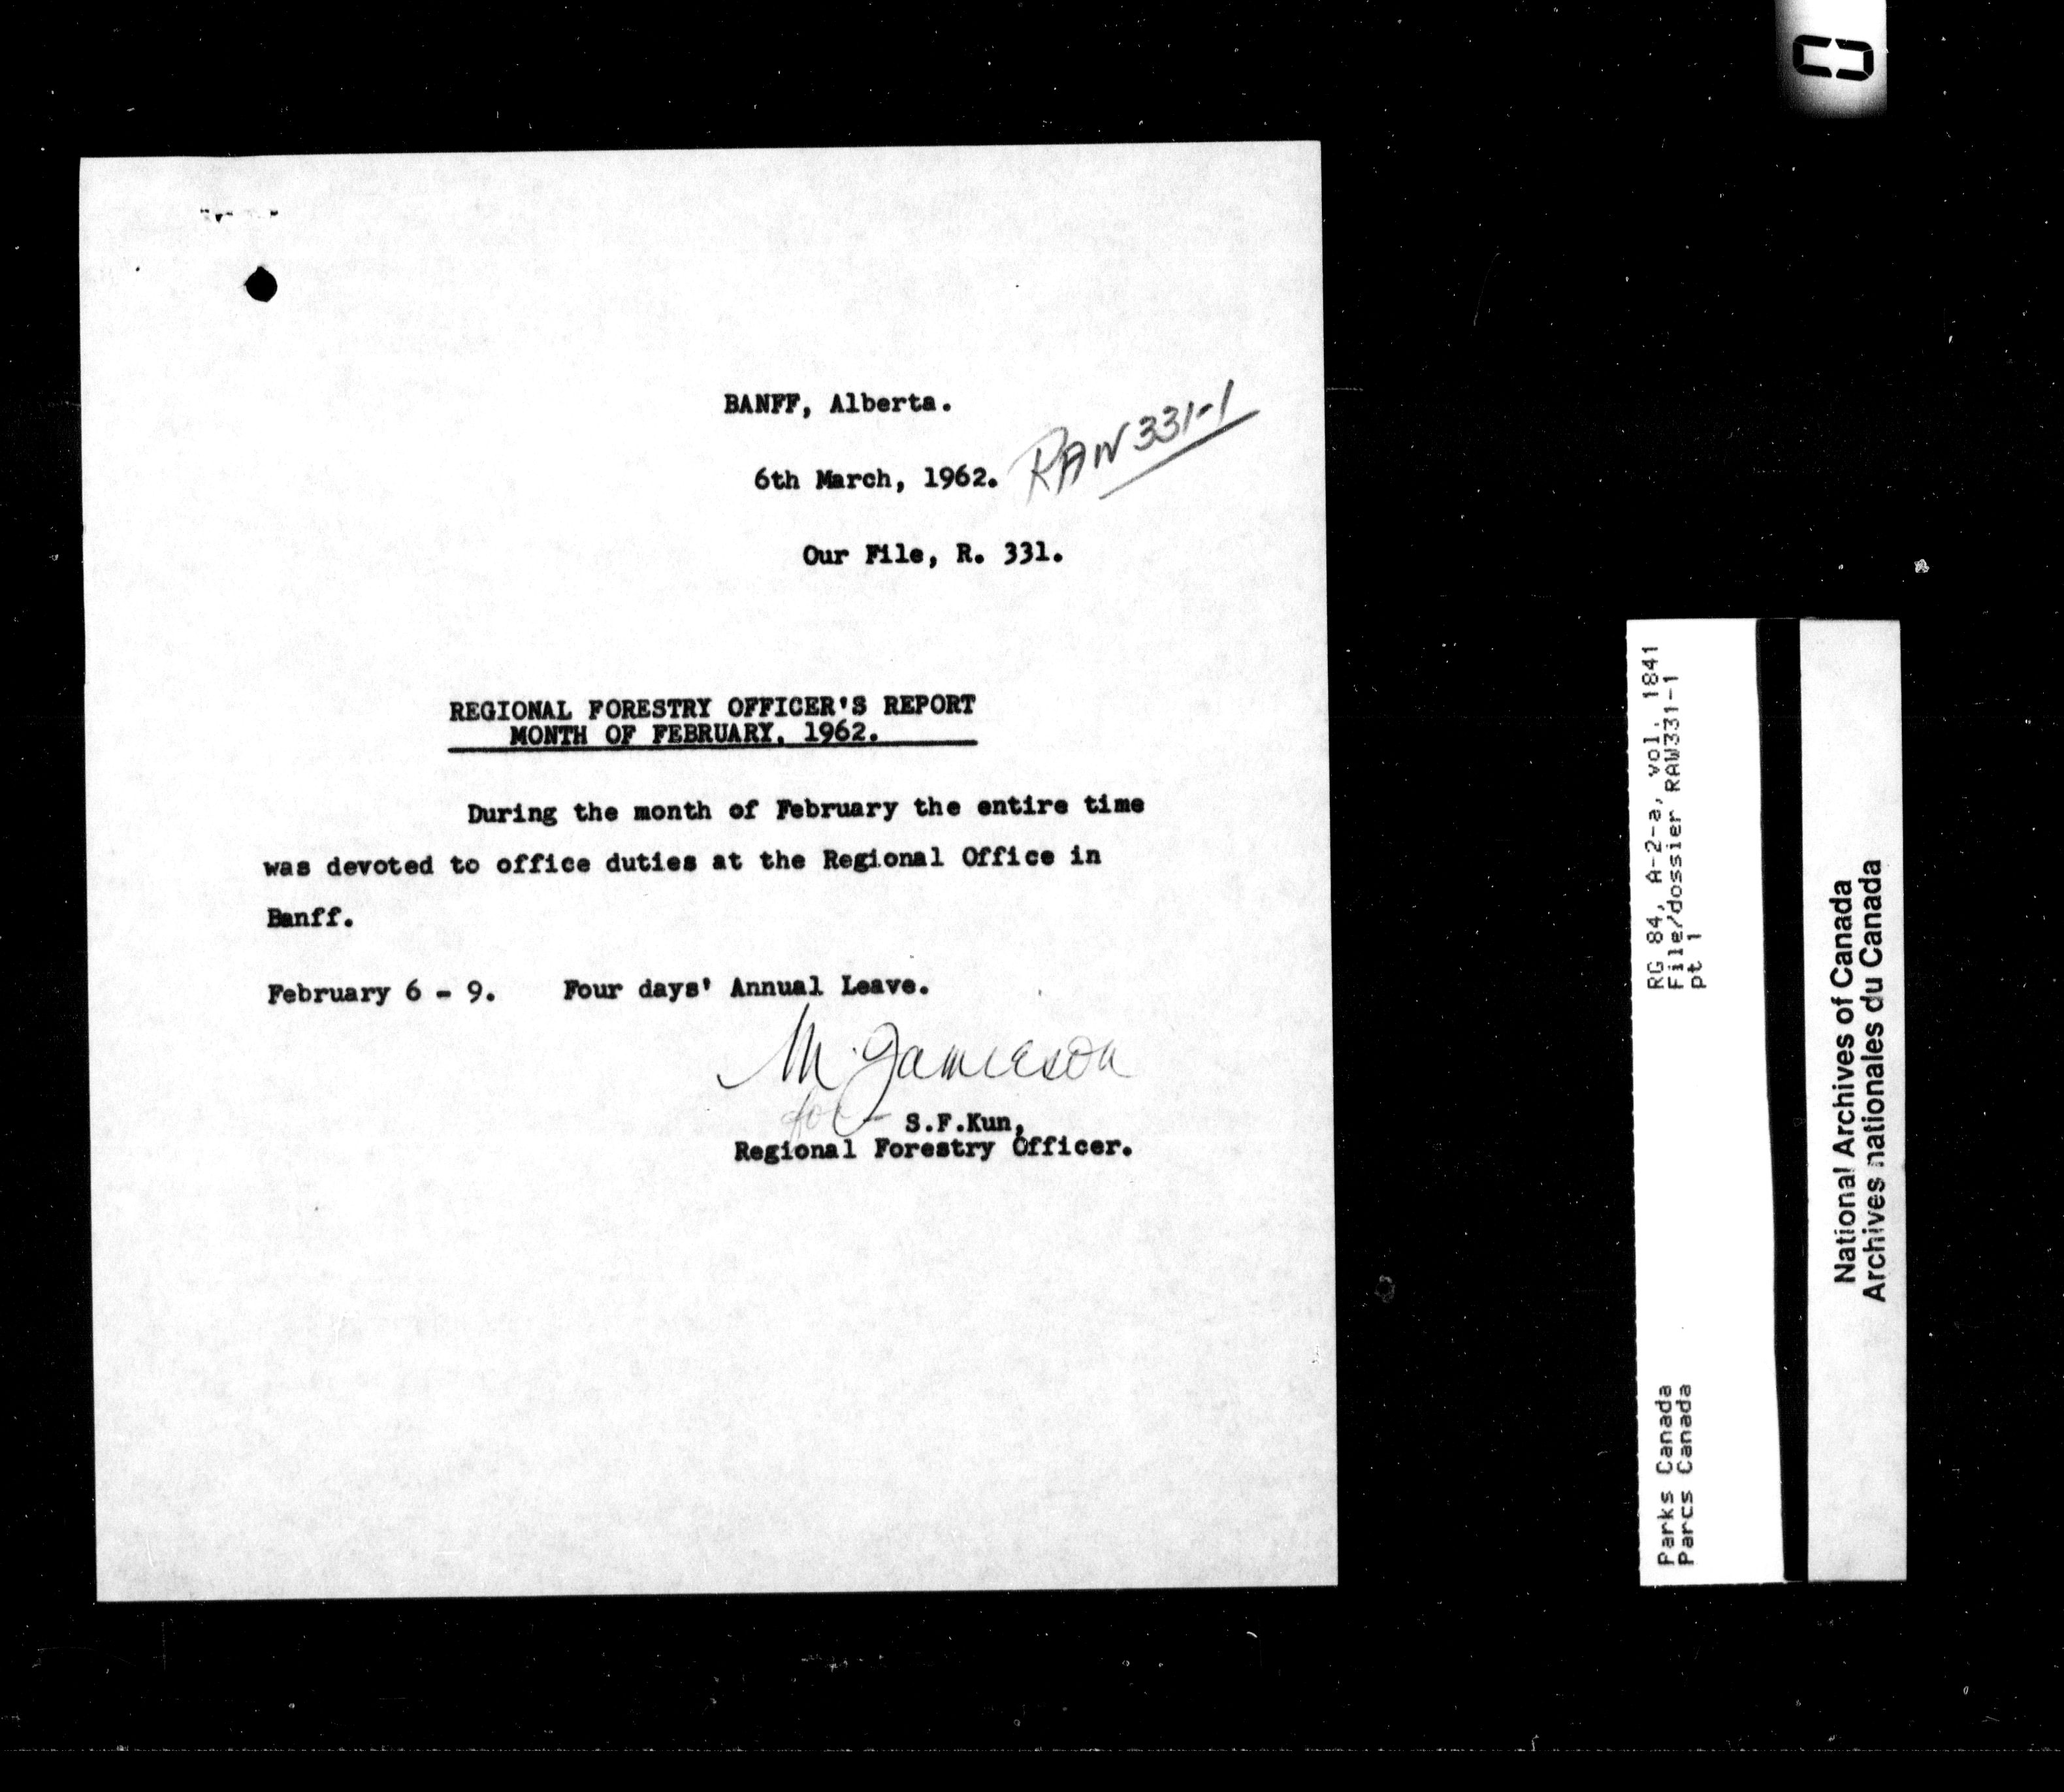 BANFF, Alberta.
6th March, 1962.
RAW 331-1
Our File, R. 331.
REGIONAL FORESTRY OFFICER'S REPORT
MONTH OF FEBRUARY, 1962.
During the month of February the entire time
was devoted to office duties at the Regional Office in
Banff.
February 6 - 9. Four days' Annual Leave.
M. Jamieson
for
S.F.Kun,
Regional Forestry Officer.
RG 84, A-2-a, vol. 1841
File/dossier RAW331-1
pt 1
Parks Canada
Parcs Canada
National Archives of Canada
Archives nationales du Canada